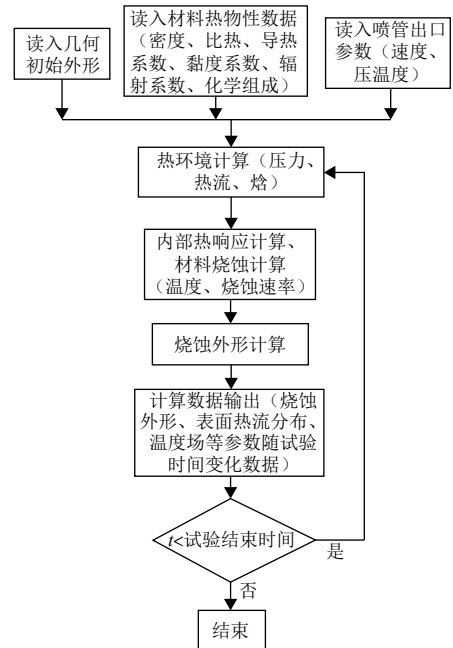 读入几何
初始外形
读入材料热物性数据
（密度、比热、导热
系数、黏度系数、辐
射系数、化学组成）
读入喷管出口
参数（速度、
压温度）
热环境计算（压力、
热流、焓）
内部热响应计算、
材料烧蚀计算
（温度、烧蚀速率）
烧蚀外形计算
计算数据输出（烧蚀
外形、表面热流分布、
温度场等参数随试验
时间变化数据）
t<试验结束时间
是
否
结束